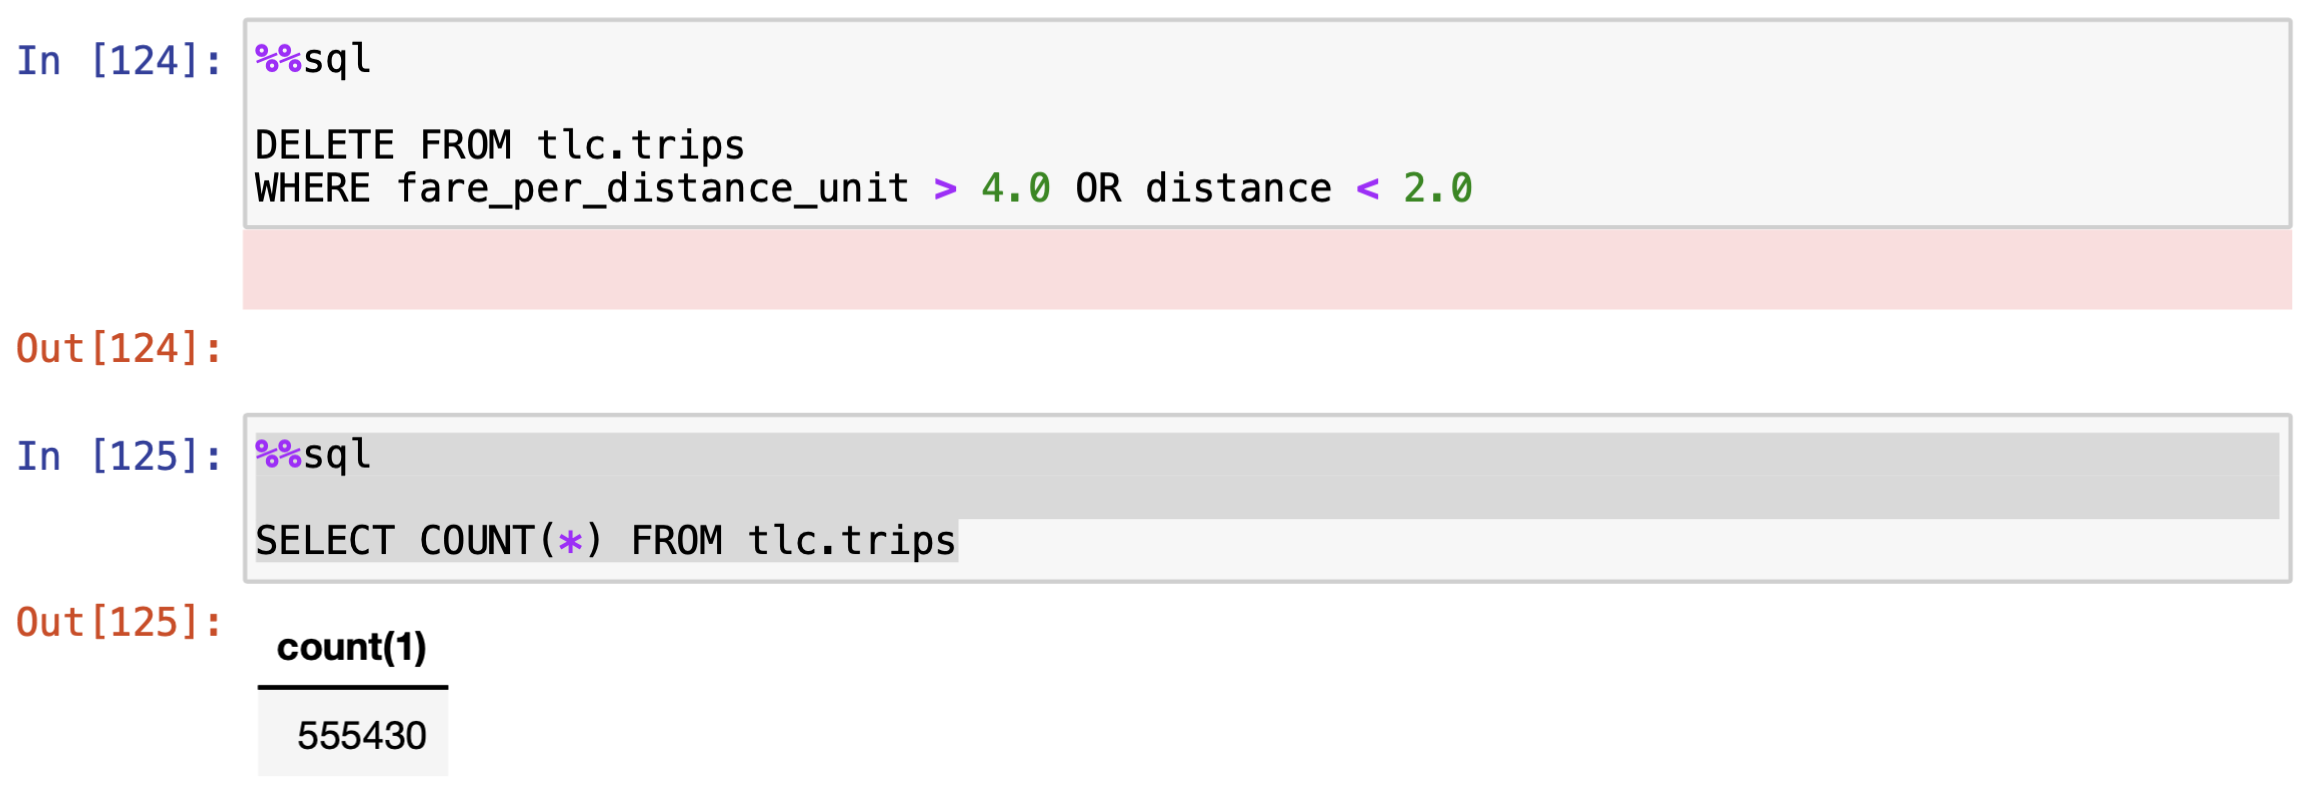 In [124]: %%sql
DELETE FROM tlc.trips
WHERE fare_per_distance_unit > 4.0 OR distance < 2.0
Out[124]:
In [125]: %%sql
SELECT COUNT(*) FROM tlc.trips
Out[125]:
count(1)
555430